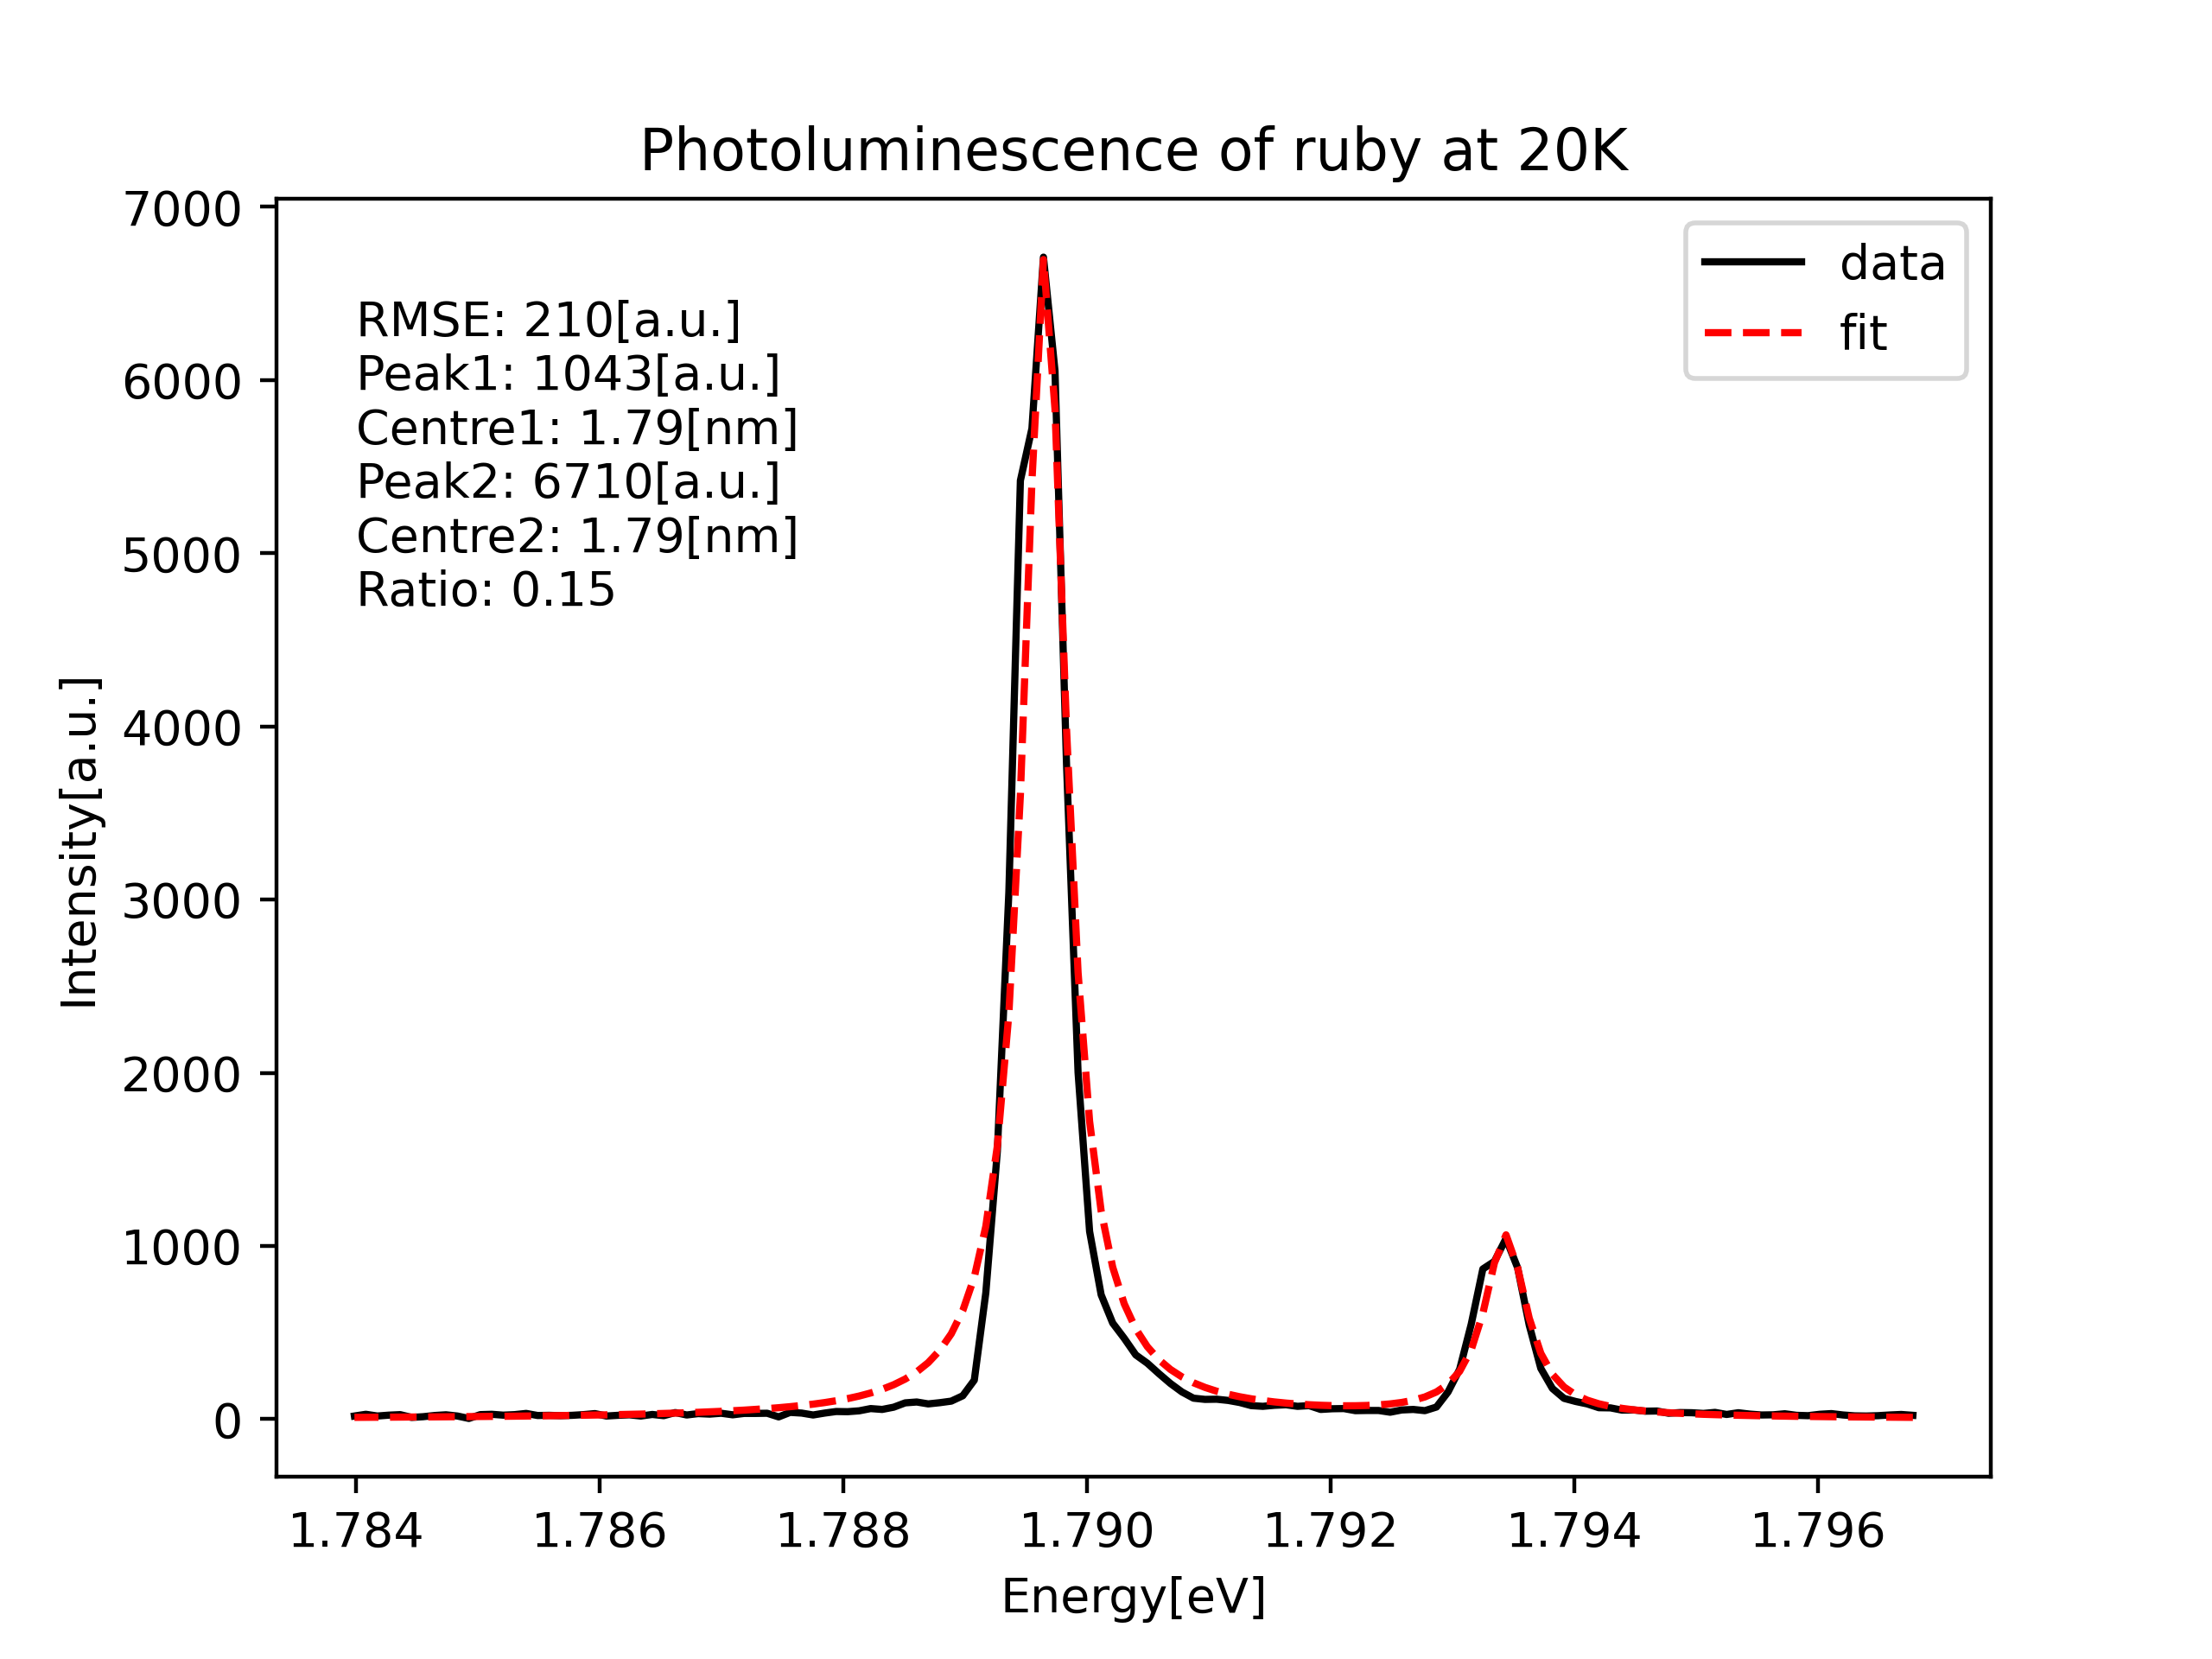 Photoluminescence of ruby at 20K
7000
6000
5000
4000
3000
2000
1000
0
Intensity[a.u.]
RMSE: 210[a.u.]
Peak1: 1043[a.u.]
Centre1: 1.79[nm]
Peak2: 6710[a.u.]
Centre2: 1.79[nm]
Ratio: 0.15
data
fit
1.784 1.786 1.788 1.790 1.792 1.794 1.796
Energy[eV]